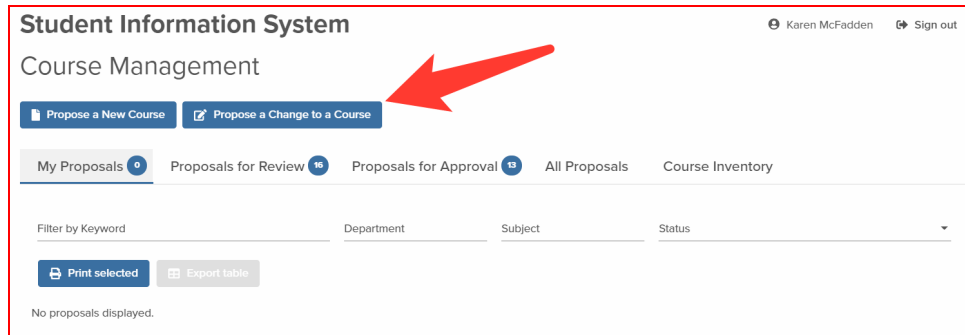 Student Information System
Karen McFadden Sign out
Course Management
Propose a New Course Propose a Change to a Course
My Proposals 0 Proposals for Review 16 Proposals for Approval 13 All Proposals Course Inventory
Filter by Keyword Department Subject Status
Print selected Export table
No proposals displayed.